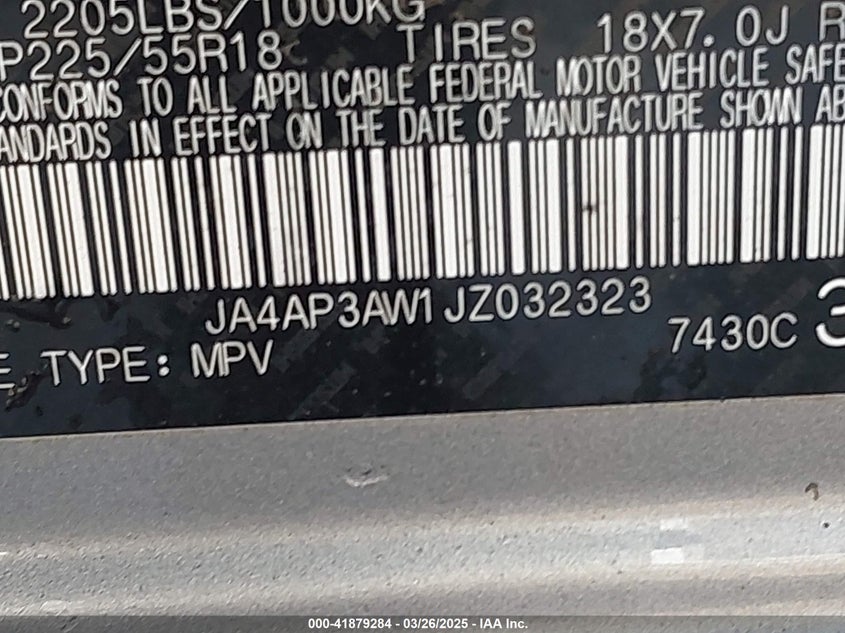 2205LBS/1000KG
P225/55R18 TIRES 18X7.0J R
CONFORMS TO ALL APPLICABLE FEDERAL MOTOR VEHICLE SAFE
ANDARDS IN EFFECT ON THE DATE OF MANUFACTURE SHOWN AB
JA4AP3AW1JZ032323
E TYPE: MPV 7430C 3
000-41879284 - 03/26/2025 - IAA Inc.